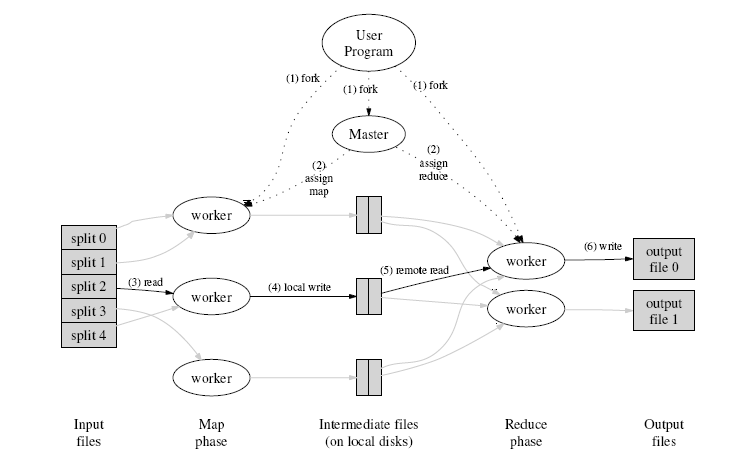 User
Program
(1) fork
(1) fork
(1) fork
Master
(2)
assign
map
(2)
assign
reduce
worker
split 0
split 1
split 2
split 3
split 4
(3) read
worker
(4) local write
(5) remote read
worker
(6) write
output
file 0
worker
output
file 1
worker
Input
files
Map
phase
Intermediate files
(on local disks)
Reduce
phase
Output
files